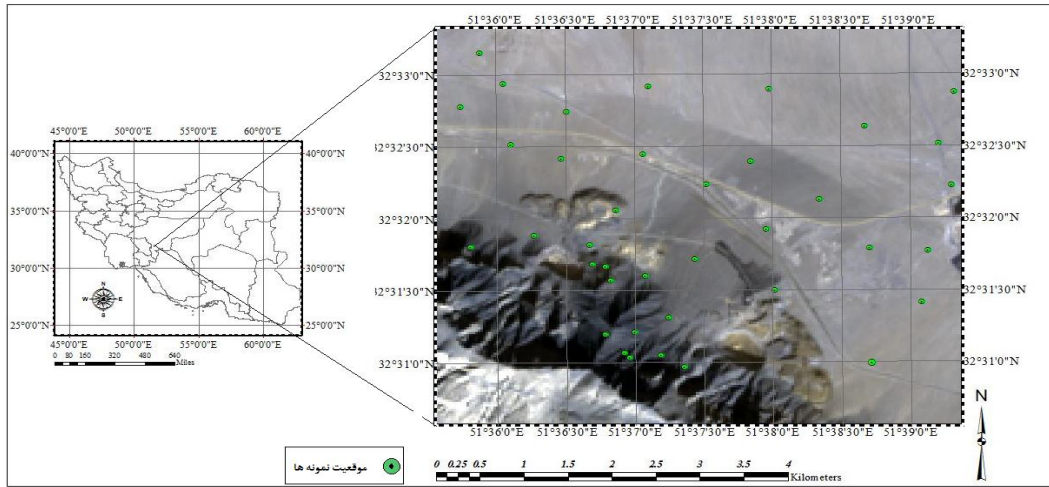 51°36'0"E 51°36'30"E 51°37'0"E 51°37'30"E 51°38'0"E 51°38'30"E 51°39'0"E
32°33'0"N 32°33'0"N
32°32'30"N 32°32'30"N
32°32'0"N 32°32'0"N
32°31'30"N 32°31'30"N
32°31'0"N 32°31'0"N
51°36'0"E 51°36'30"E 51°37'0"E 51°37'30"E 51°38'0"E 51°38'30"E 51°39'0"E
45°0'0"E 50°0'0"E 55°0'0"E 60°0'0"E
40°0'0"N 40°0'0"N
35°0'0"N 35°0'0"N
30°0'0"N 30°0'0"N
25°0'0"N 25°0'0"N
45°0'0"E 50°0'0"E 55°0'0"E 60°0'0"E
N
W E
S
0 80 160 320 480 640
Miles
موقعیت نمونه ها
0 0.25 0.5 1 1.5 2 2.5 3 3.5 4
Kilometers
N